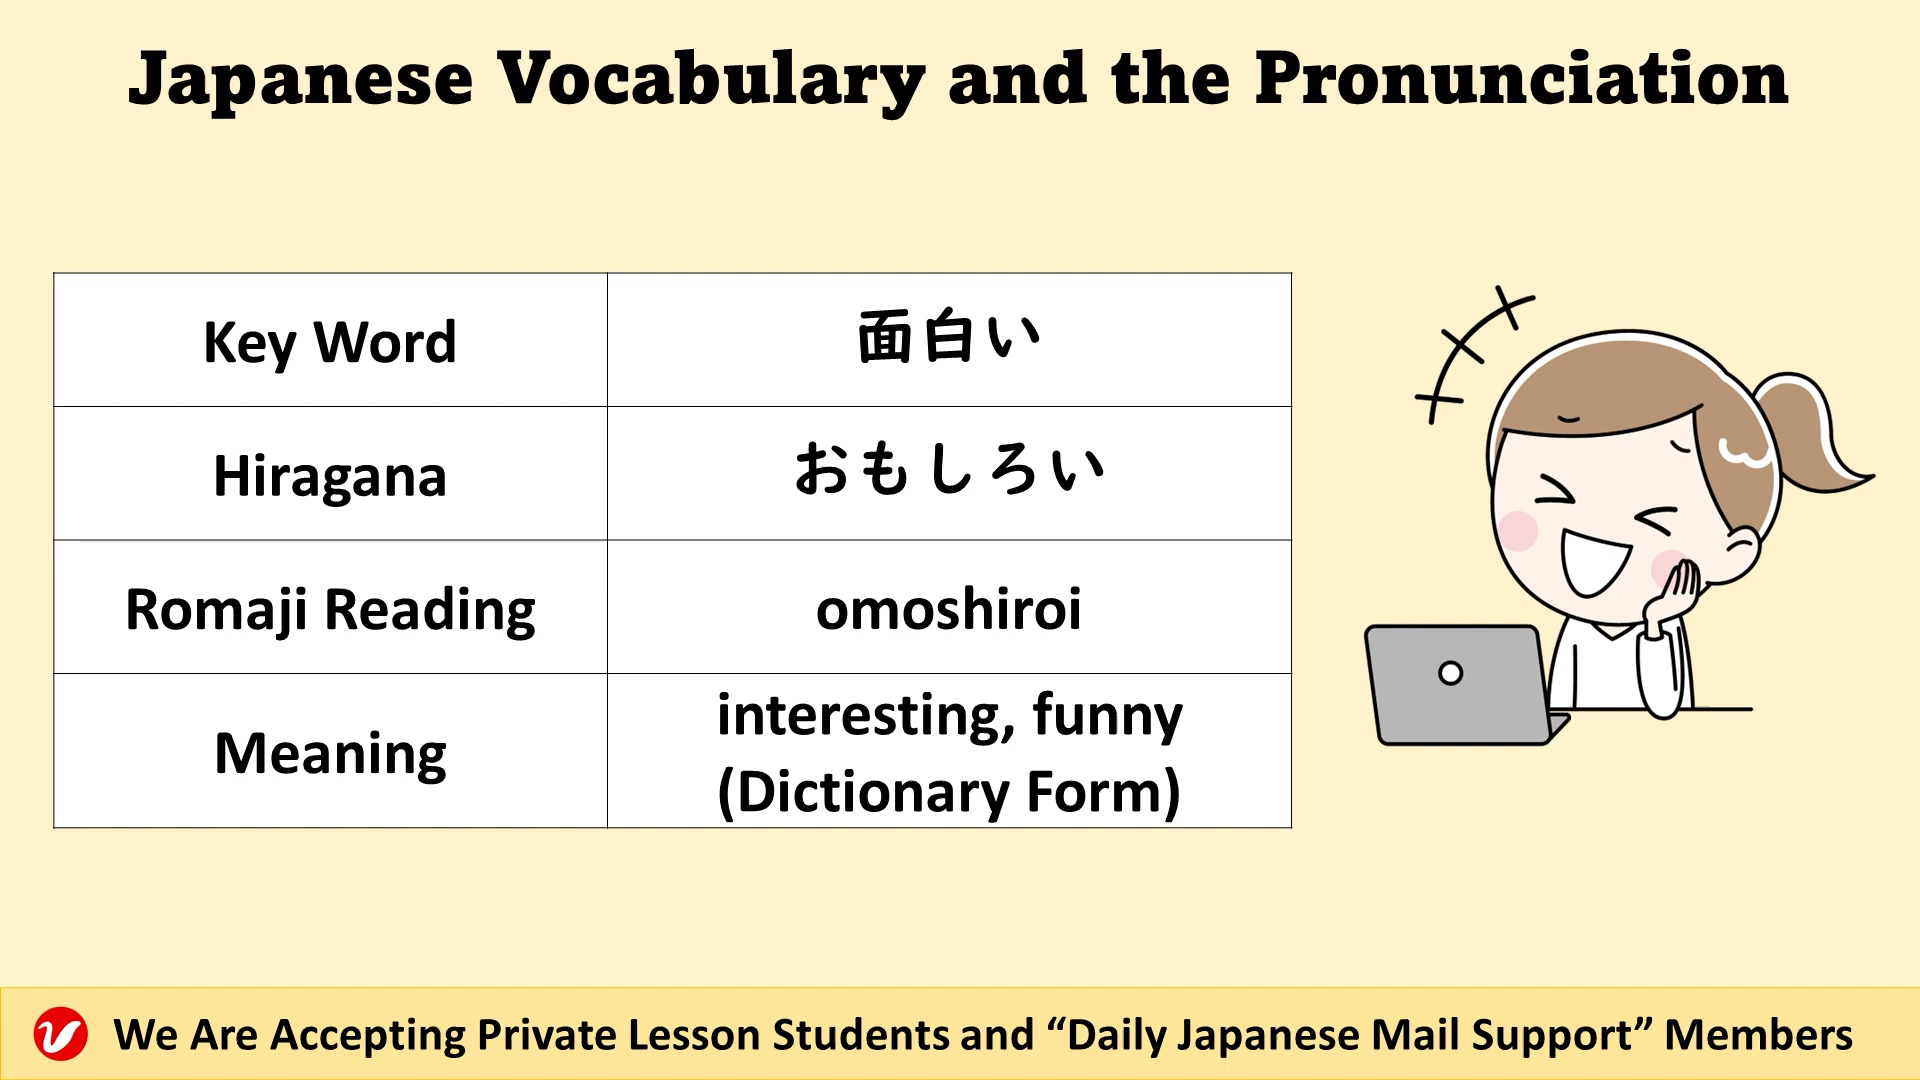 Japanese Vocabulary and the Pronunciation
Key Word
面白い
Hiragana
おもしろい
Romaji Reading
omoshiroi
Meaning
interesting, funny
(Dictionary Form)
We Are Accepting Private Lesson Students and “Daily Japanese Mail Support” Members